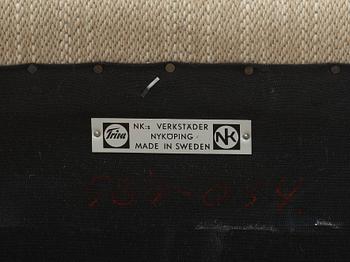 Triva
NK:s VERKSTÄDER
NYKÖPING
MADE IN SWEDEN
NK